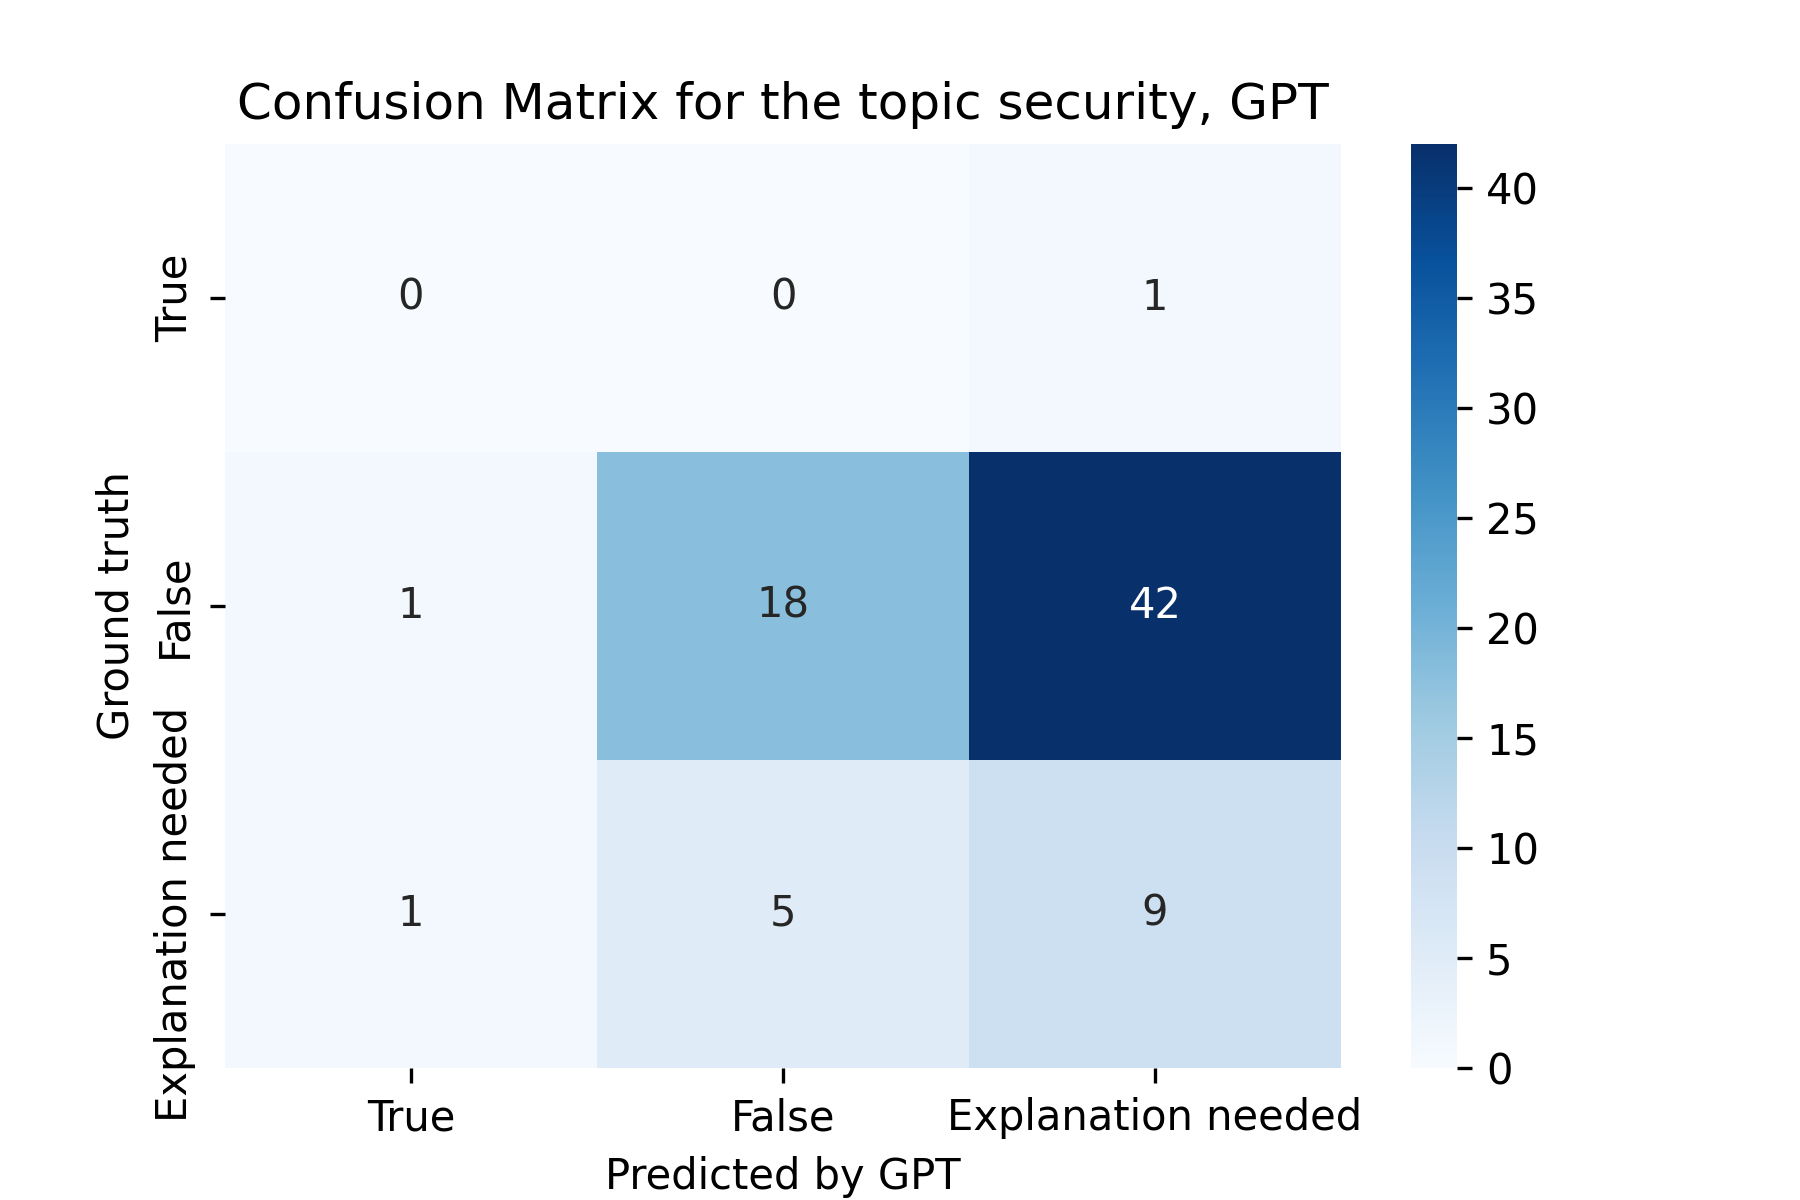 Confusion Matrix for the topic security, GPT
Ground truth
True
0 0 1
False
1 18 42
Explanation needed
1 5 9
True False Explanation needed
Predicted by GPT
40
35
30
25
20
15
10
5
0